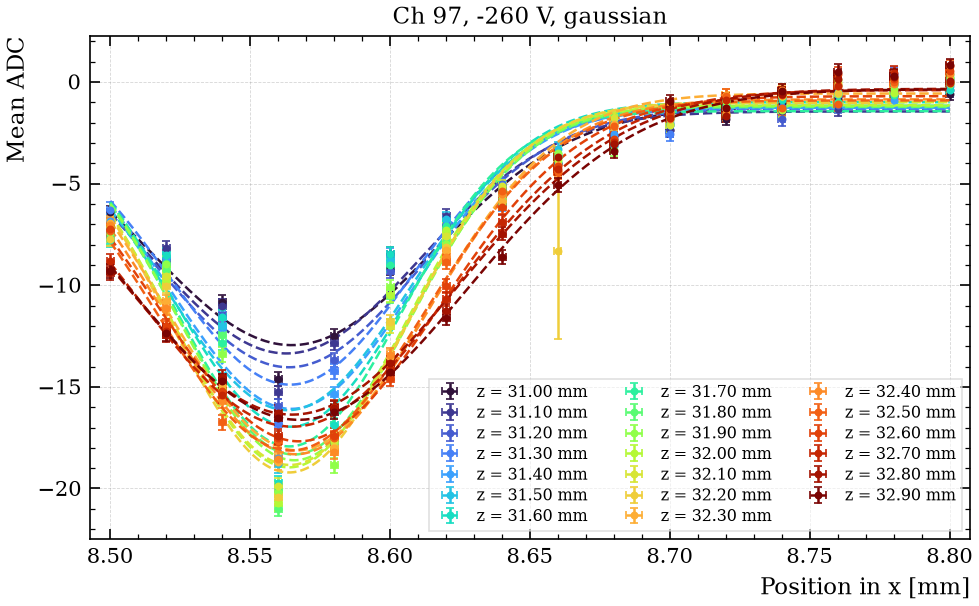 Ch 97, -260 V, gaussian
Mean ADC
0
−5
−10
−15
−20
z = 31.00 mm
z = 31.10 mm
z = 31.20 mm
z = 31.30 mm
z = 31.40 mm
z = 31.50 mm
z = 31.60 mm
z = 31.70 mm
z = 31.80 mm
z = 31.90 mm
z = 32.00 mm
z = 32.10 mm
z = 32.20 mm
z = 32.30 mm
z = 32.40 mm
z = 32.50 mm
z = 32.60 mm
z = 32.70 mm
z = 32.80 mm
z = 32.90 mm
8.50 8.55 8.60 8.65 8.70 8.75 8.80
Position in x [mm]